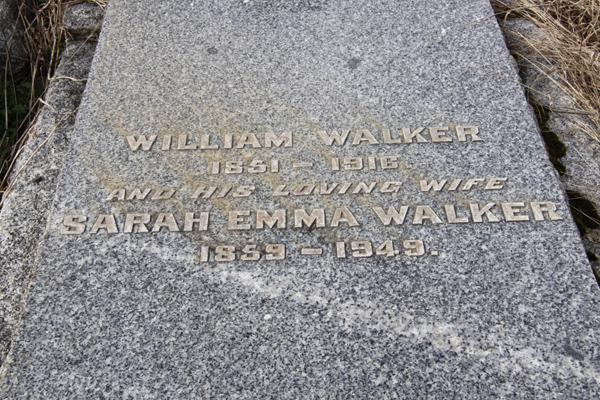 WILLIAM WALKER
1851 - 1916
AND HIS LOVING WIFE
SARAH EMMA WALKER
1859 - 1949.